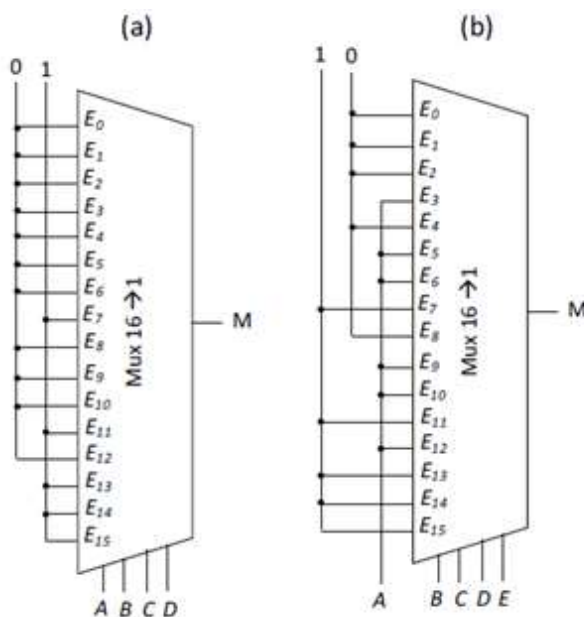 (a)
0 1
E0
E1
E2
E3
E4
E5
E6
E7
E8
E9
E10
E11
E12
E13
E14
E15
Mux 16 →1
M
A B C D
(b)
1 0
E0
E1
E2
E3
E4
E5
E6
E7
E8
E9
E10
E11
E12
E13
E14
E15
Mux 16 →1
M
A B C D E